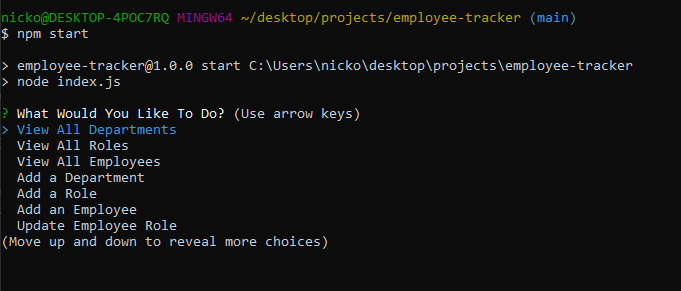 nicko@DESKTOP-4POC7RQ MINGW64 ~/desktop/projects/employee-tracker (main)
$ npm start
> employee-tracker@1.0.0 start C:\Users\nicko\desktop\projects\employee-tracker
> node index.js
? What Would You Like To Do? (Use arrow keys)
> View All Departments
View All Roles
View All Employees
Add a Department
Add a Role
Add an Employee
Update Employee Role
(Move up and down to reveal more choices)